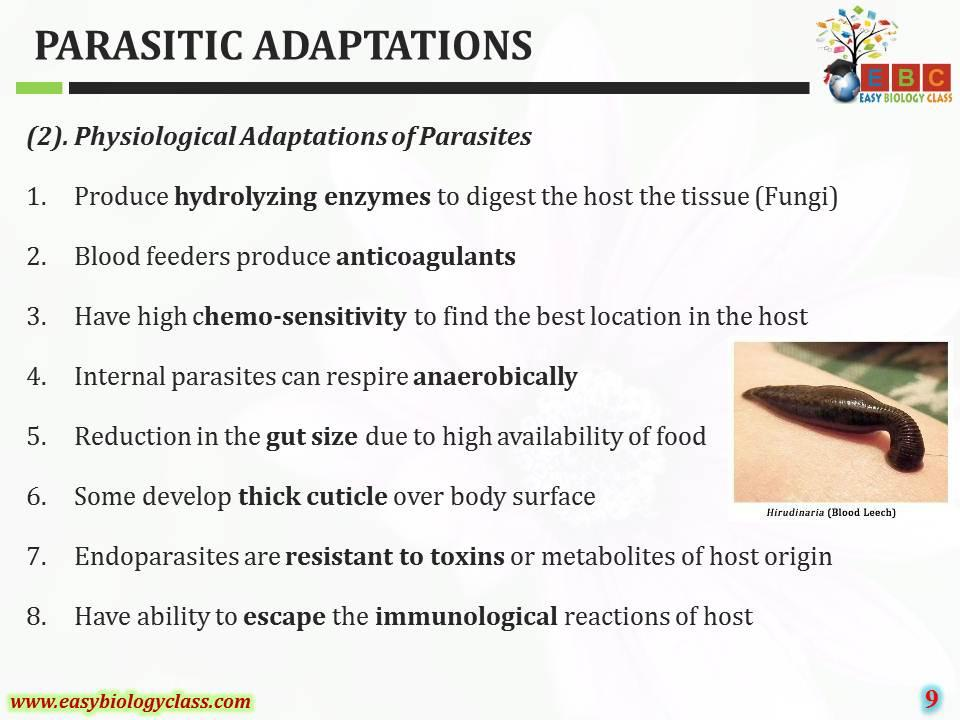 PARASITIC ADAPTATIONS
E B C
EASY BIOLOGY CLASS
(2). Physiological Adaptations of Parasites
1. Produce hydrolyzing enzymes to digest the host the tissue (Fungi)
2. Blood feeders produce anticoagulants
3. Have high chemo-sensitivity to find the best location in the host
4. Internal parasites can respire anaerobically
5. Reduction in the gut size due to high availability of food
6. Some develop thick cuticle over body surface
Hirudinaria (Blood Leech)
7. Endoparasites are resistant to toxins or metabolites of host origin
8. Have ability to escape the immunological reactions of host
www.easybiologyclass.com
9